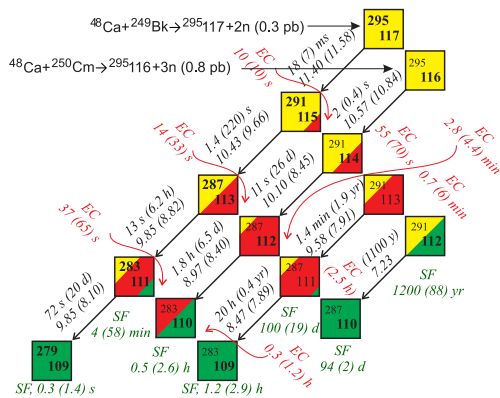 ⁴⁸Ca+²⁴⁹Bk→²⁹⁵117+2n (0.3 pb)
295
117
⁴⁸Ca+²⁵⁰Cm→²⁹⁵116+3n (0.8 pb)
295
116
EC
10 (10) s
18 (7) ms
11.40 (11.58)
291
115
2 (0.4) s
10.57 (10.84)
EC
14 (33) s
1.4 (220) s
10.43 (9.66)
291
114
EC
55 (70) s
EC
2.8 (4.4) min
287
113
11 s (26 d)
10.10 (8.45)
291
113
0.7 (6) min
EC
37 (65) s
13 s (6.2 h)
9.85 (8.82)
287
112
1.4 min (1.9 yr)
9.58 (7.91)
291
112
283
111
1.8 h (6.5 d)
8.97 (8.40)
287
111
EC
(2.5 h)
(1100 y)
7.23
SF
1200 (88) yr
72 s (20 d)
9.85 (8.10)
SF
4 (58) min
283
110
20 h (0.4 yr)
8.47 (7.89)
SF
100 (19) d
287
110
279
109
SF
0.5 (2.6) h
283
109
EC
0.3 (1.2) h
SF
94 (2) d
SF, 0.3 (1.4) s
SF, 1.2 (2.9) h